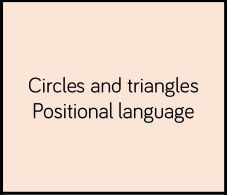 Circles and triangles
Positional language